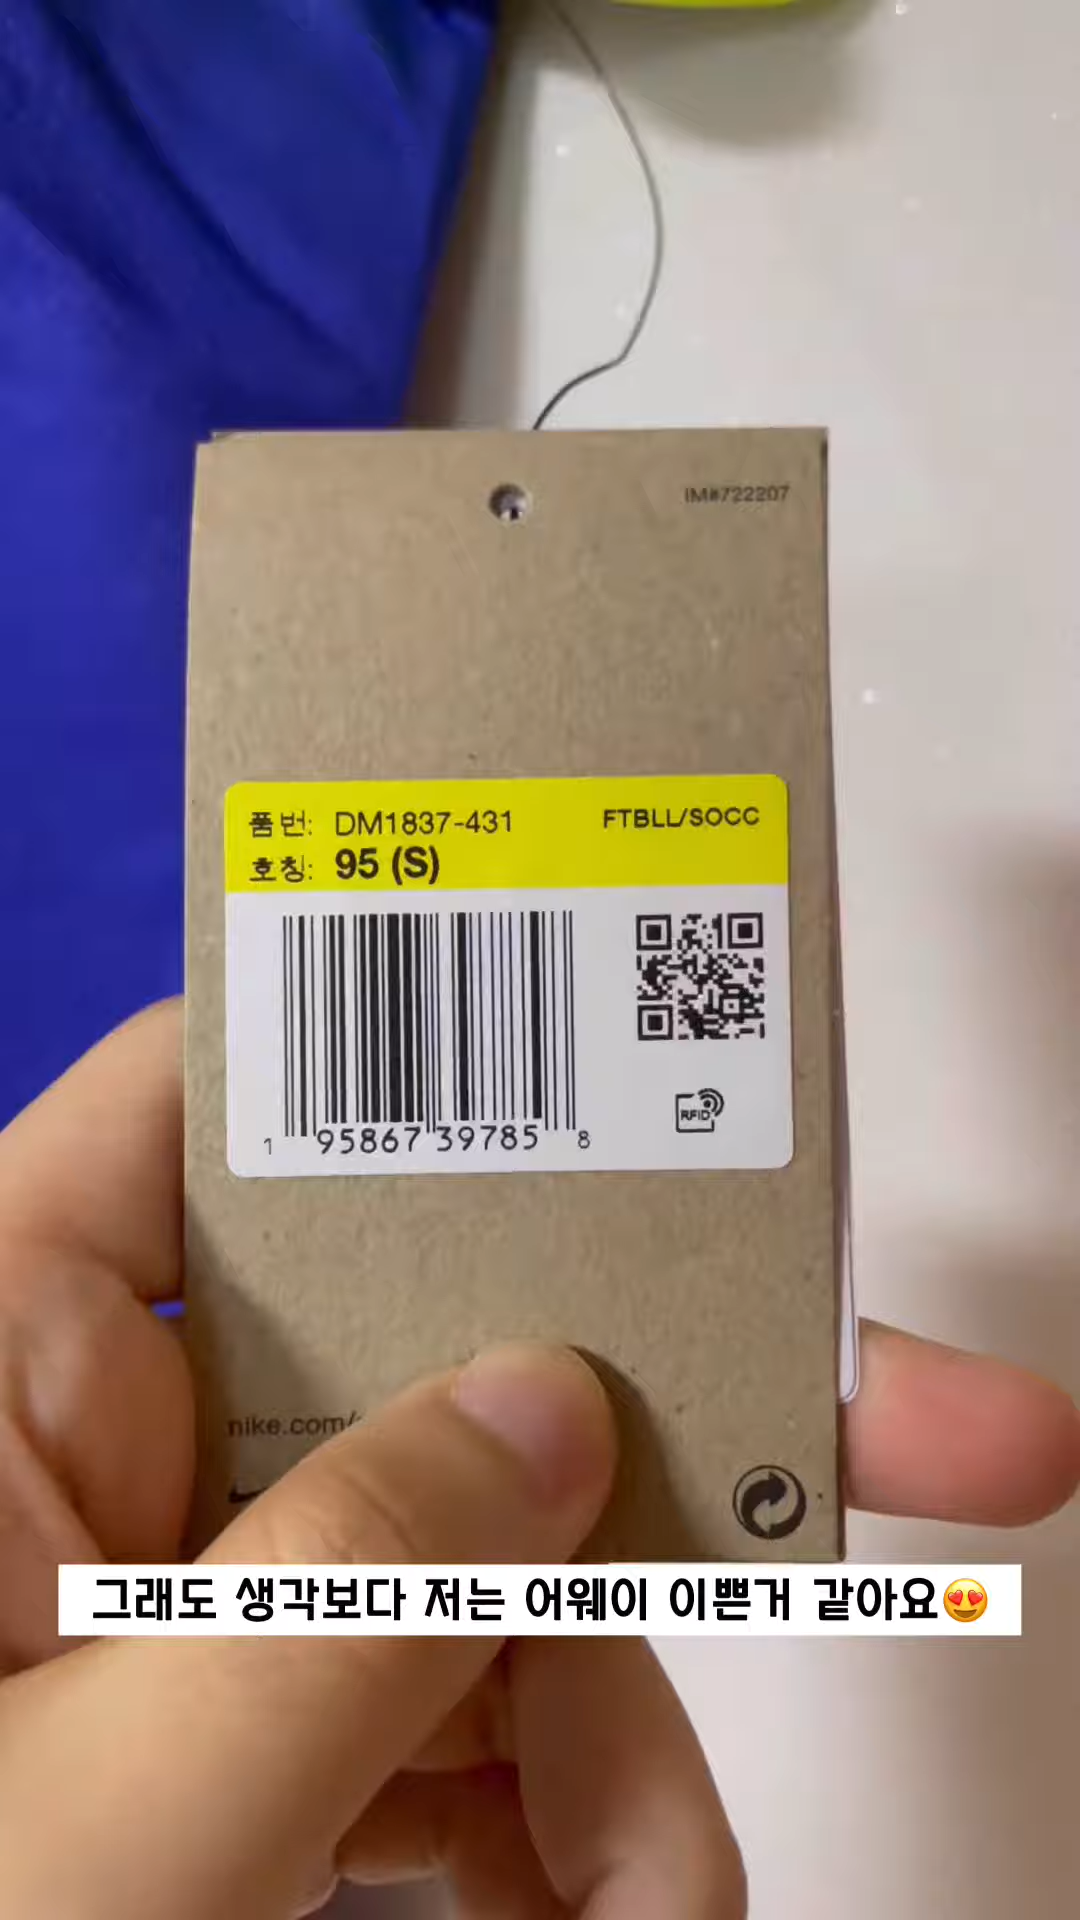 IM#722207
품번: DM1837-431
FTBLL/SOCC
호칭: 95 (S)
1 95867 39785 8
RFID
nike.com/
그래도 생각보다 저는 어웨이 이쁜거 같아요😍